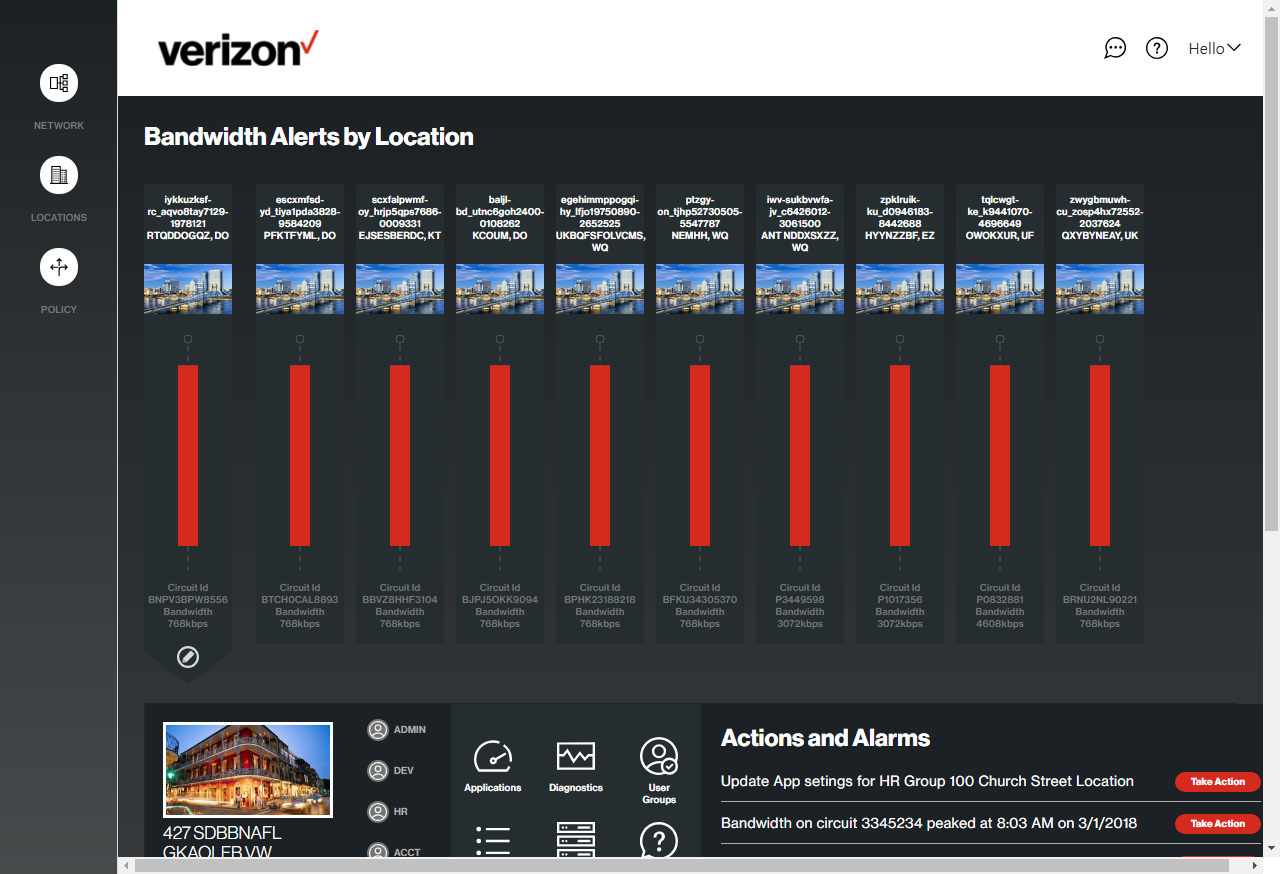 verizon
Hello
NETWORK
LOCATIONS
POLICY
Bandwidth Alerts by Location
iykkuzksf-
rc_aqvo8tay7129-
1978121
RTQDDOGQZ, DO
escxmfsd-
yd_tiya1pda3828-
9584209
PFKTFYML, DO
scxfalpwmf-
oy_hrjp5qps7686-
0009331
EJSESBERDC, KT
baljl-
bd_utnc6goh2400-
0108262
KCOUM, DO
egehimmppogqi-
hy_lfjo19750890-
2652525
UKBQFSFOLVCMS,
WQ
ptzgy-
on_tjhp52730505-
5547787
NEMHH, WQ
iwv-sukbvwfa-
jv_c6426012-
3061500
ANT NDDXSXZZ,
WQ
zpklruik-
ku_d0946183-
8442688
HYYNZZBF, EZ
tqlcwgt-
ke_k9441070-
4696649
OWOKXUR, UF
zwygbmuwh-
cu_zosp4hx72552-
2037624
QXYBYNEAY, UK
Circuit Id
BNPV3BPW8556
Bandwidth
768kbps
Circuit Id
BTCH0CAL8893
Bandwidth
768kbps
Circuit Id
BBVZ8HHF3104
Bandwidth
768kbps
Circuit Id
BJPJ5OKK9094
Bandwidth
768kbps
Circuit Id
BPHK23188218
Bandwidth
768kbps
Circuit Id
BFKU34305370
Bandwidth
768kbps
Circuit Id
P3449598
Bandwidth
3072kbps
Circuit Id
P1017356
Bandwidth
3072kbps
Circuit Id
P0832881
Bandwidth
4608kbps
Circuit Id
BRNU2NL90221
Bandwidth
768kbps
427 SDBBNAFL
GKAOLFB,VW
ADMIN
DEV
HR
ACCT
Applications
Diagnostics
User
Groups
Actions and Alarms
Update App setings for HR Group 100 Church Street Location
Take Action
Bandwidth on circuit 3345234 peaked at 8:03 AM on 3/1/2018
Take Action